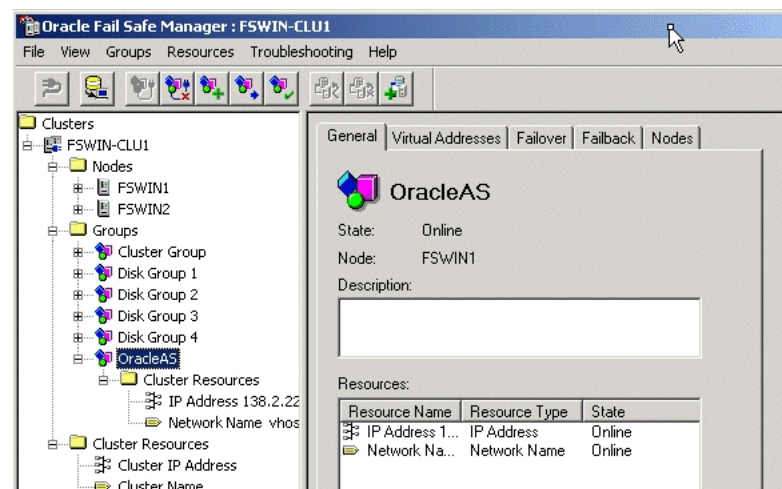 Oracle Fail Safe Manager : FSWIN-CLU1
File View Groups Resources Troubleshooting Help
Clusters
FSWIN-CLU1
Nodes
FSWIN1
FSWIN2
Groups
Cluster Group
Disk Group 1
Disk Group 2
Disk Group 3
Disk Group 4
OracleAS
Cluster Resources
IP Address 138.2.22
Network Name vhos
Cluster Resources
Cluster IP Address
Cluster Name
General Virtual Addresses Failover Failback Nodes
OracleAS
State: Online
Node: FSWIN1
Description:
Resources:
Resource Name Resource Type State
IP Address 1... IP Address Online
Network Na... Network Name Online